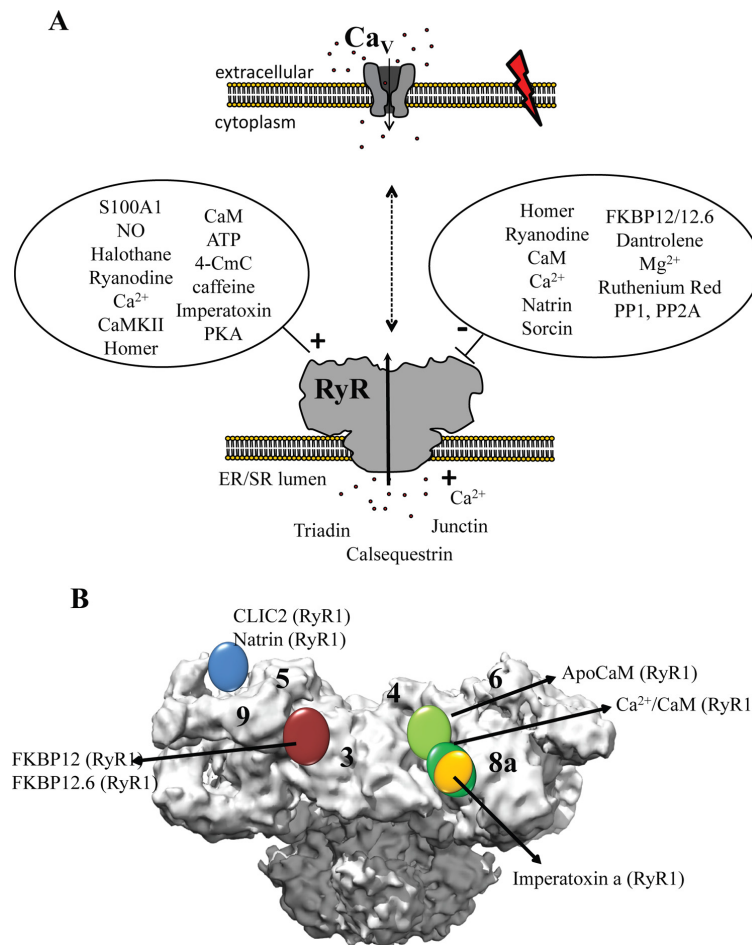 A
Ca_V
extracellular
cytoplasm
S100A1
NO
Halothane
Ryanodine
Ca²⁺
CaMKII
Homer
CaM
ATP
4-CmC
caffeine
Imperatoxin
PKA
+
Homer
Ryanodine
CaM
Ca²⁺
Natrin
Sorcin
FKBP12/12.6
Dantrolene
Mg²⁺
Ruthenium Red
PP1, PP2A
-
RyR
ER/SR lumen
+
Ca²⁺
Triadin
Junctin
Calsequestrin
B
CLIC2 (RyR1)
Natrin (RyR1)
5
9
3
4
6
8a
ApoCaM (RyR1)
Ca²⁺/CaM (RyR1
FKBP12 (RyR1)
FKBP12.6 (RyR1)
Imperatoxin a (RyR1)